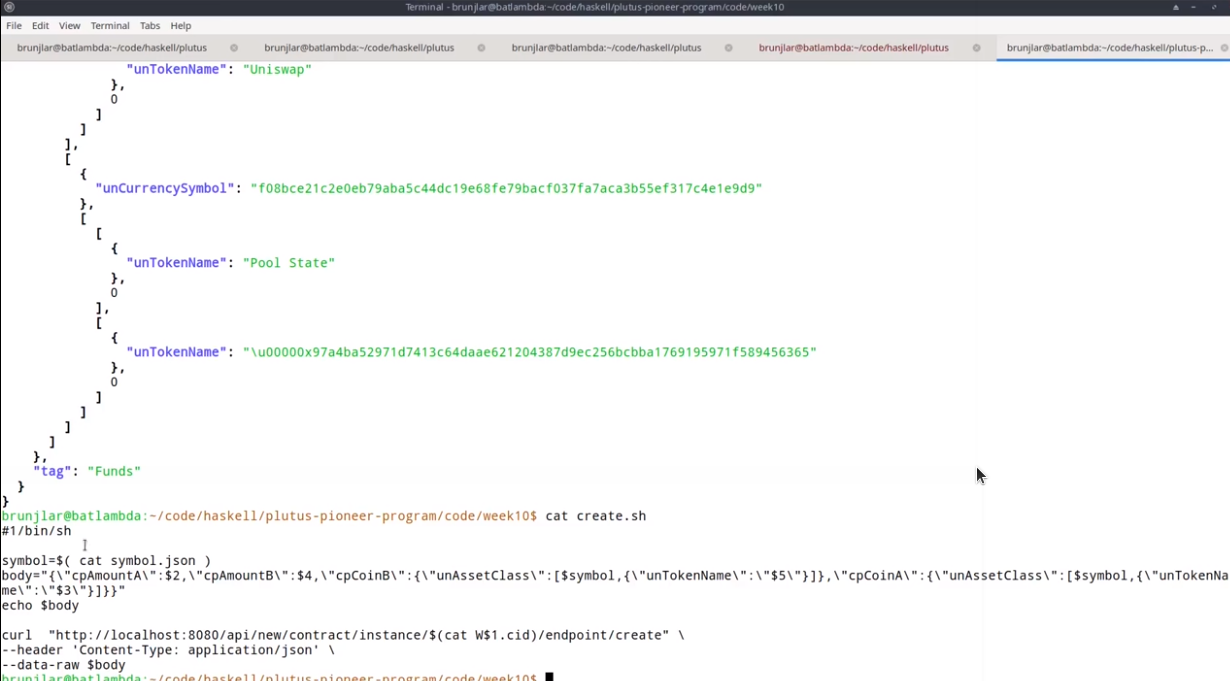 Terminal - brunjlar@batlambda:~/code/haskell/plutus-pioneer-program/code/week10
File Edit View Terminal Tabs Help
brunjlar@batlambda:~/code/haskell/plutus brunjlar@batlambda:~/code/haskell/plutus brunjlar@batlambda:~/code/haskell/plutus brunjlar@batlambda:~/code/haskell/plutus brunjlar@batlambda:~/code/haskell/plutus-p...
"unTokenName": "Uniswap"
},
0
]
]
],
[
{
"unCurrencySymbol": "f08bce21c2e0eb79aba5c44dc19e68fe79bacf037fa7aca3b55ef317c4e1e9d9"
},
[
[
{
"unTokenName": "Pool State"
},
0
],
[
{
"unTokenName": "\u00000x97a4ba52971d7413c64daae621204387d9ec256bcbba1769195971f589456365"
},
0
]
]
]
]
},
"tag": "Funds"
}
}
brunjlar@batlambda:~/code/haskell/plutus-pioneer-program/code/week10$ cat create.sh
#1/bin/sh
symbol=$( cat symbol.json )
body="{\"cpAmountA\":$2,\"cpAmountB\":$4,\"cpCoinB\":{\"unAssetClass\":[$symbol,{\"unTokenName\":\"$5\"}]},\"cpCoinA\":{\"unAssetClass\":[$symbol,{\"unTokenNa
me\":\"$3\"}]}}"
echo $body
curl "http://localhost:8080/api/new/contract/instance/$(cat W$1.cid)/endpoint/create" \
--header 'Content-Type: application/json' \
--data-raw $body
brunjlar@batlambda:~/code/haskell/plutus-pioneer-program/code/week10$